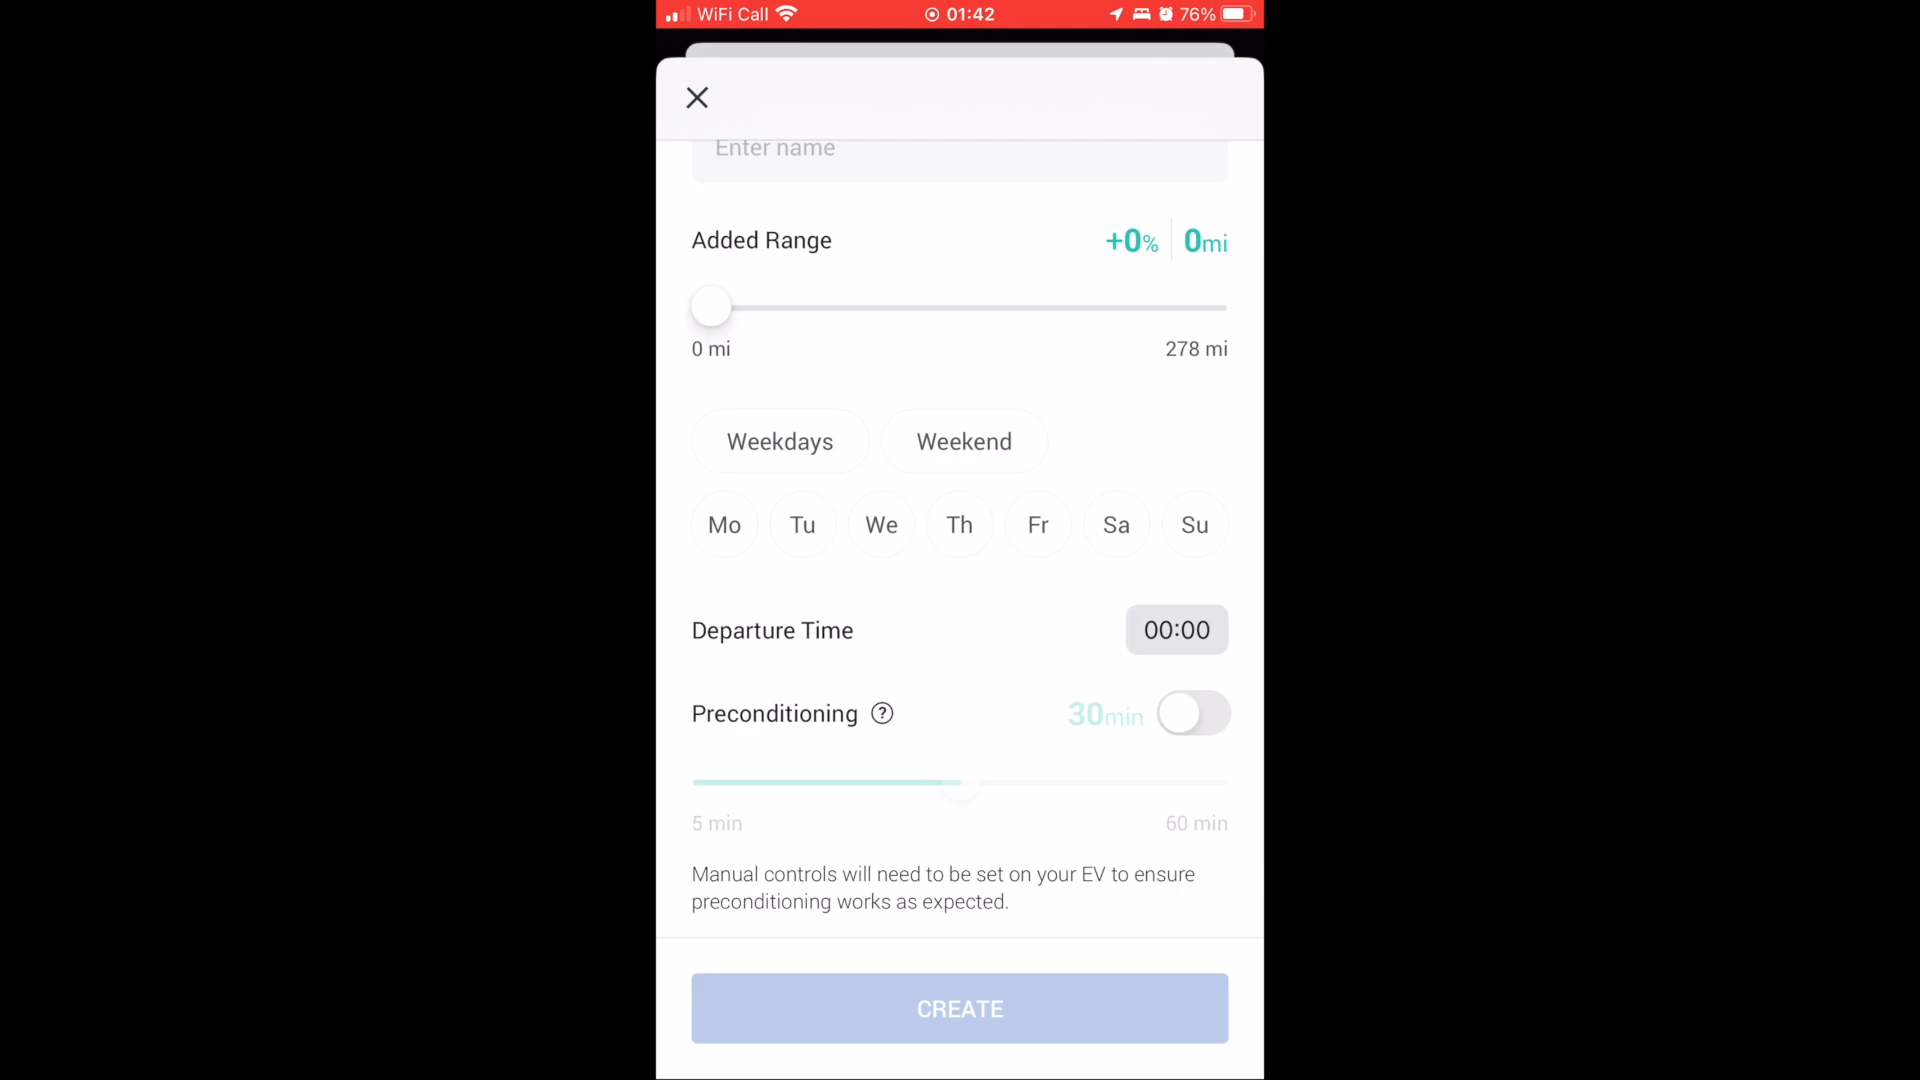 WiFi Call 01:42 76%
Enter name
Added Range +0% 0mi
0 mi 278 mi
Weekdays Weekend
Mo Tu We Th Fr Sa Su
Departure Time 00:00
Preconditioning ? 30min
5 min 60 min
Manual controls will need to be set on your EV to ensure
preconditioning works as expected.
CREATE